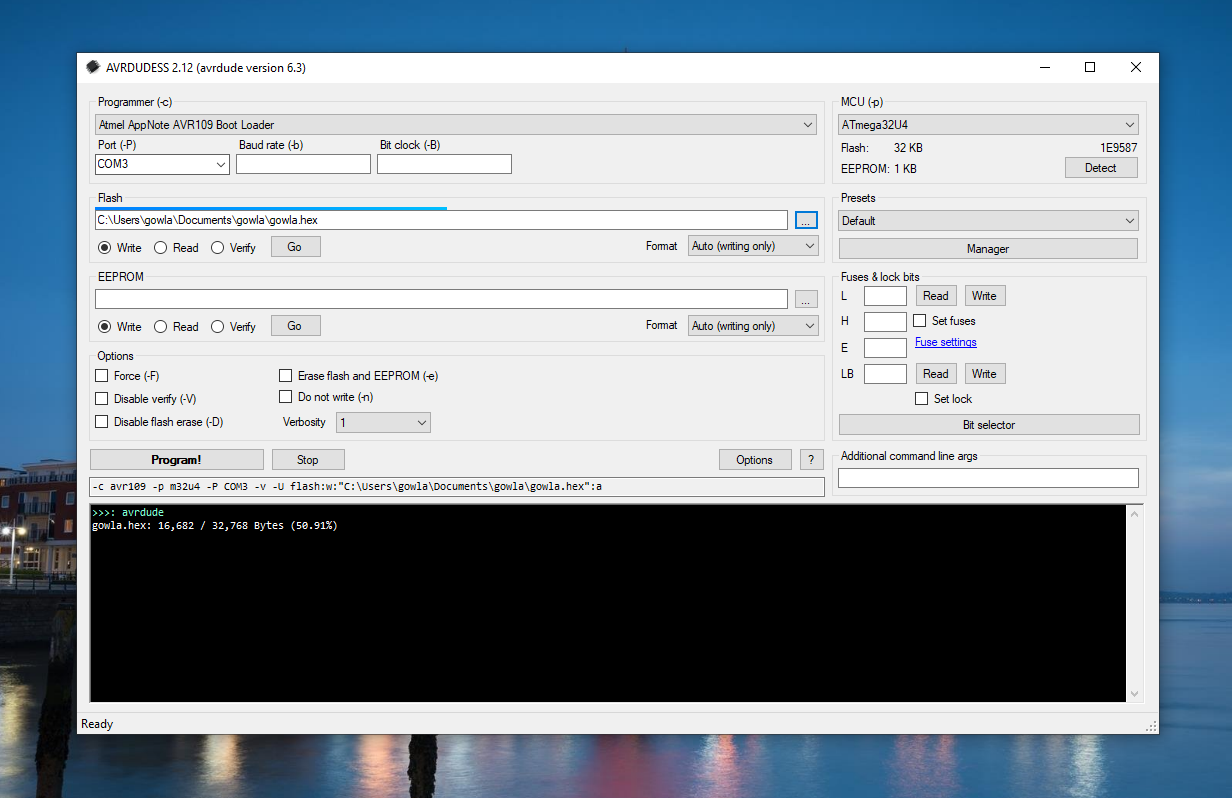 AVRDUDESS 2.12 (avrdude version 6.3)
Programmer (-c)
Atmel AppNote AVR109 Boot Loader
Port (-P) Baud rate (-b) Bit clock (-B)
COM3
MCU (-p)
ATmega32U4
Flash: 32 KB 1E9587
EEPROM: 1 KB Detect
Flash
C:\Users\gowla\Documents\gowla\gowla.hex ...
Write Read Verify Go Format Auto (writing only)
Presets
Default
Manager
EEPROM
...
Write Read Verify Go Format Auto (writing only)
Fuses & lock bits
L Read Write
H Set fuses
E Fuse settings
LB Read Write
Set lock
Bit selector
Options
Force (-F) Erase flash and EEPROM (-e)
Disable verify (-V) Do not write (-n)
Disable flash erase (-D) Verbosity 1
Program! Stop Options ?
Additional command line args
-c avr109 -p m32u4 -P COM3 -v -U flash:w:"C:\Users\gowla\Documents\gowla\gowla.hex":a
>>>: avrdude
gowla.hex: 16,682 / 32,768 Bytes (50.91%)
Ready